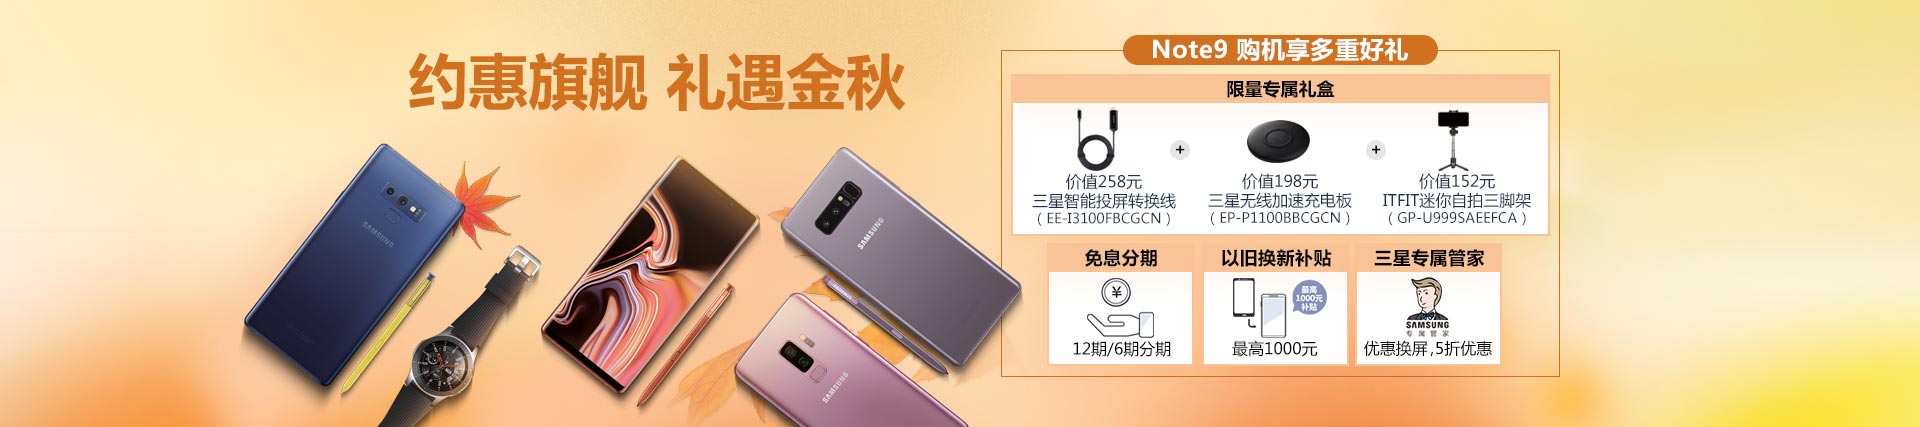 约惠旗舰 礼遇金秋
Note9 购机享多重好礼
限量专属礼盒
+
+
价值258元
三星智能投屏转换线
（EE-I3100FBCGCN）
价值198元
三星无线加速充电板
（EP-P1100BBCGCN）
价值152元
ITFIT迷你自拍三脚架
（GP-U999SAEEFCA）
免息分期
¥
12期/6期分期
以旧换新补贴
最高
1000元
补贴
最高1000元
三星专属管家
SAMSUNG
专属管家
优惠换屏,5折优惠
SAMSUNG
SAMSUNG
SAMSUNG